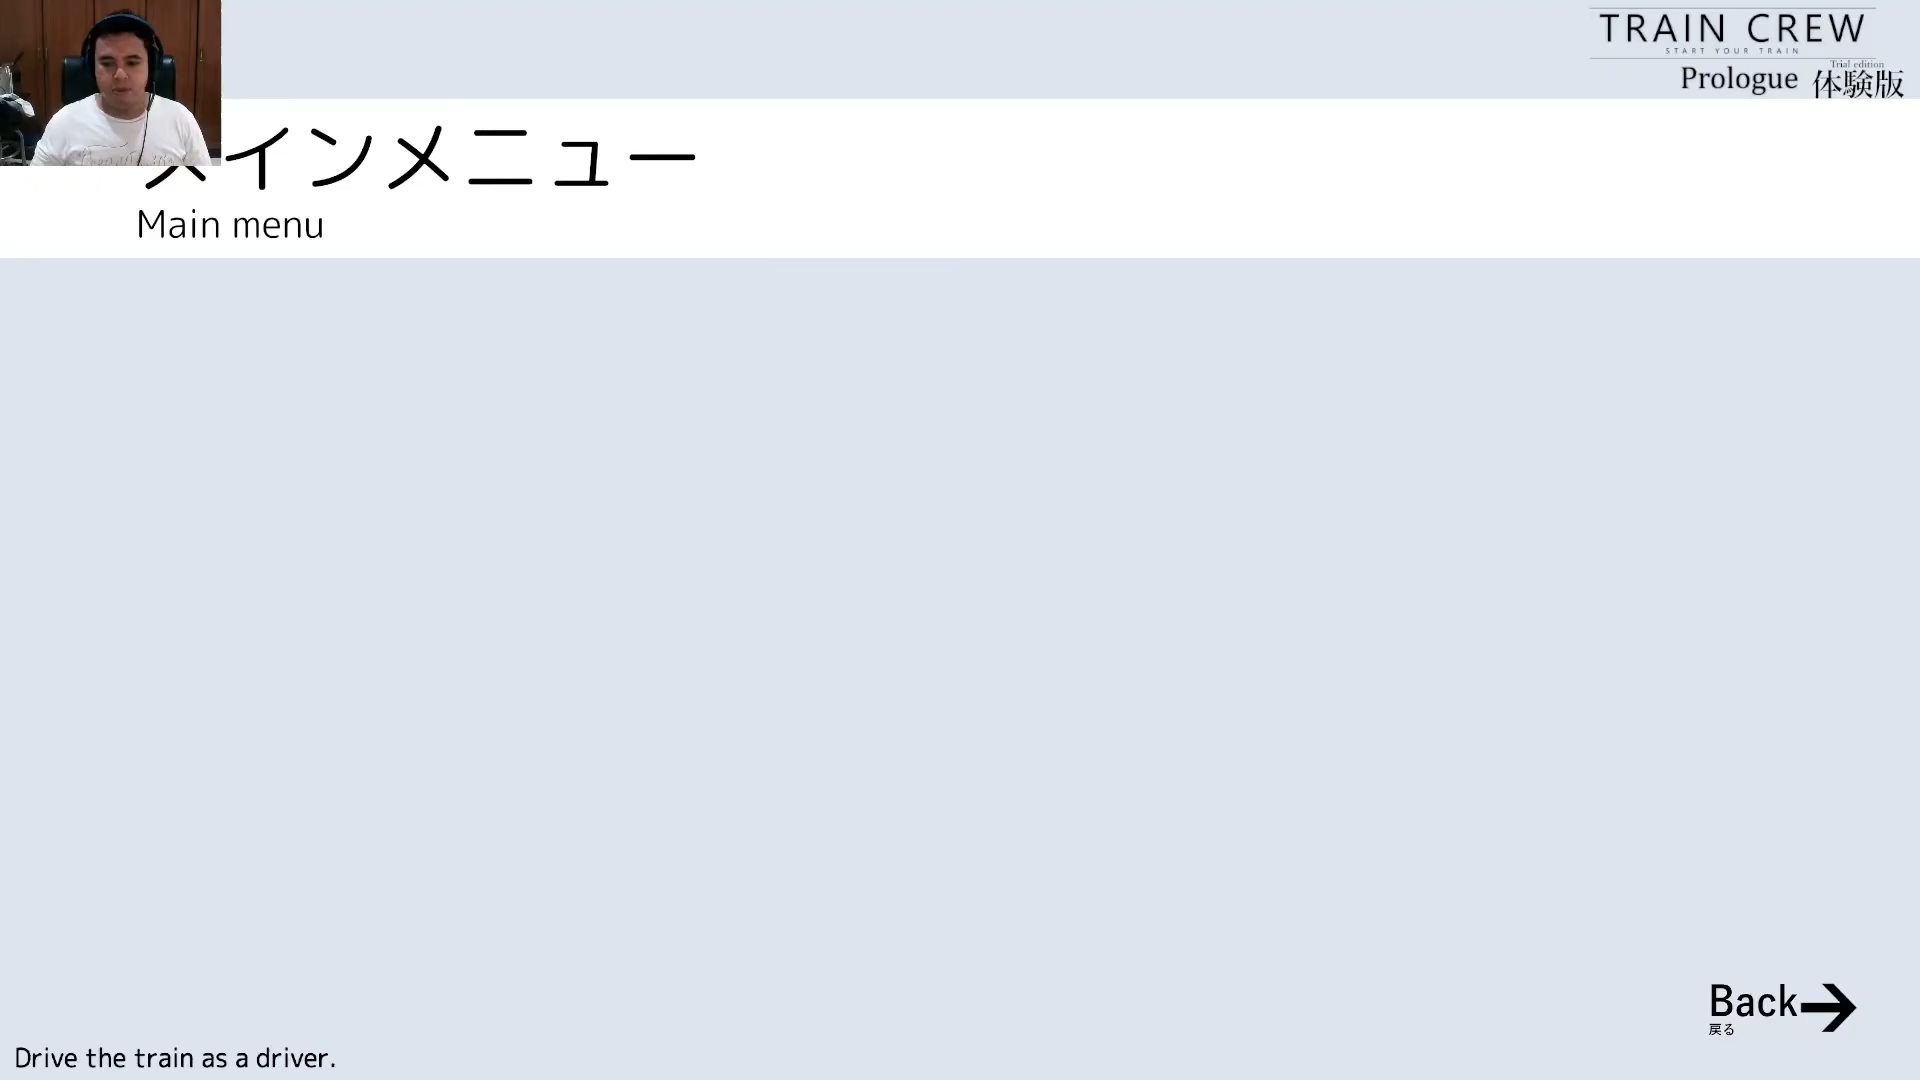 TRAIN CREW
START YOUR TRAIN
Prologue
Trial edition
体験版
メインメニュー
Main menu
Back
戻る
Drive the train as a driver.